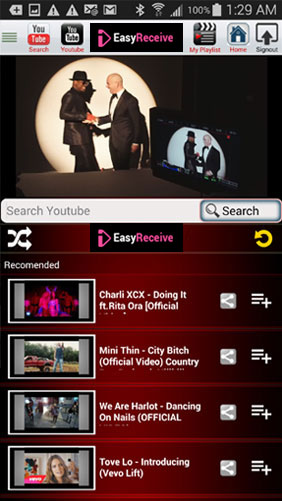 1:29 AM
You
Tube
Search
You
Tube
Youtube
EasyReceive
My Playlist
Home
Signout
Search Youtube
Search
EasyReceive
Recomended
Charli XCX - Doing It
ft.Rita Ora [Official
Mini Thin - City Bitch
(Official Video) Country
We Are Harlot - Dancing
On Nails (OFFICIAL
Tove Lo - Introducing
(Vevo Lift)
vevo